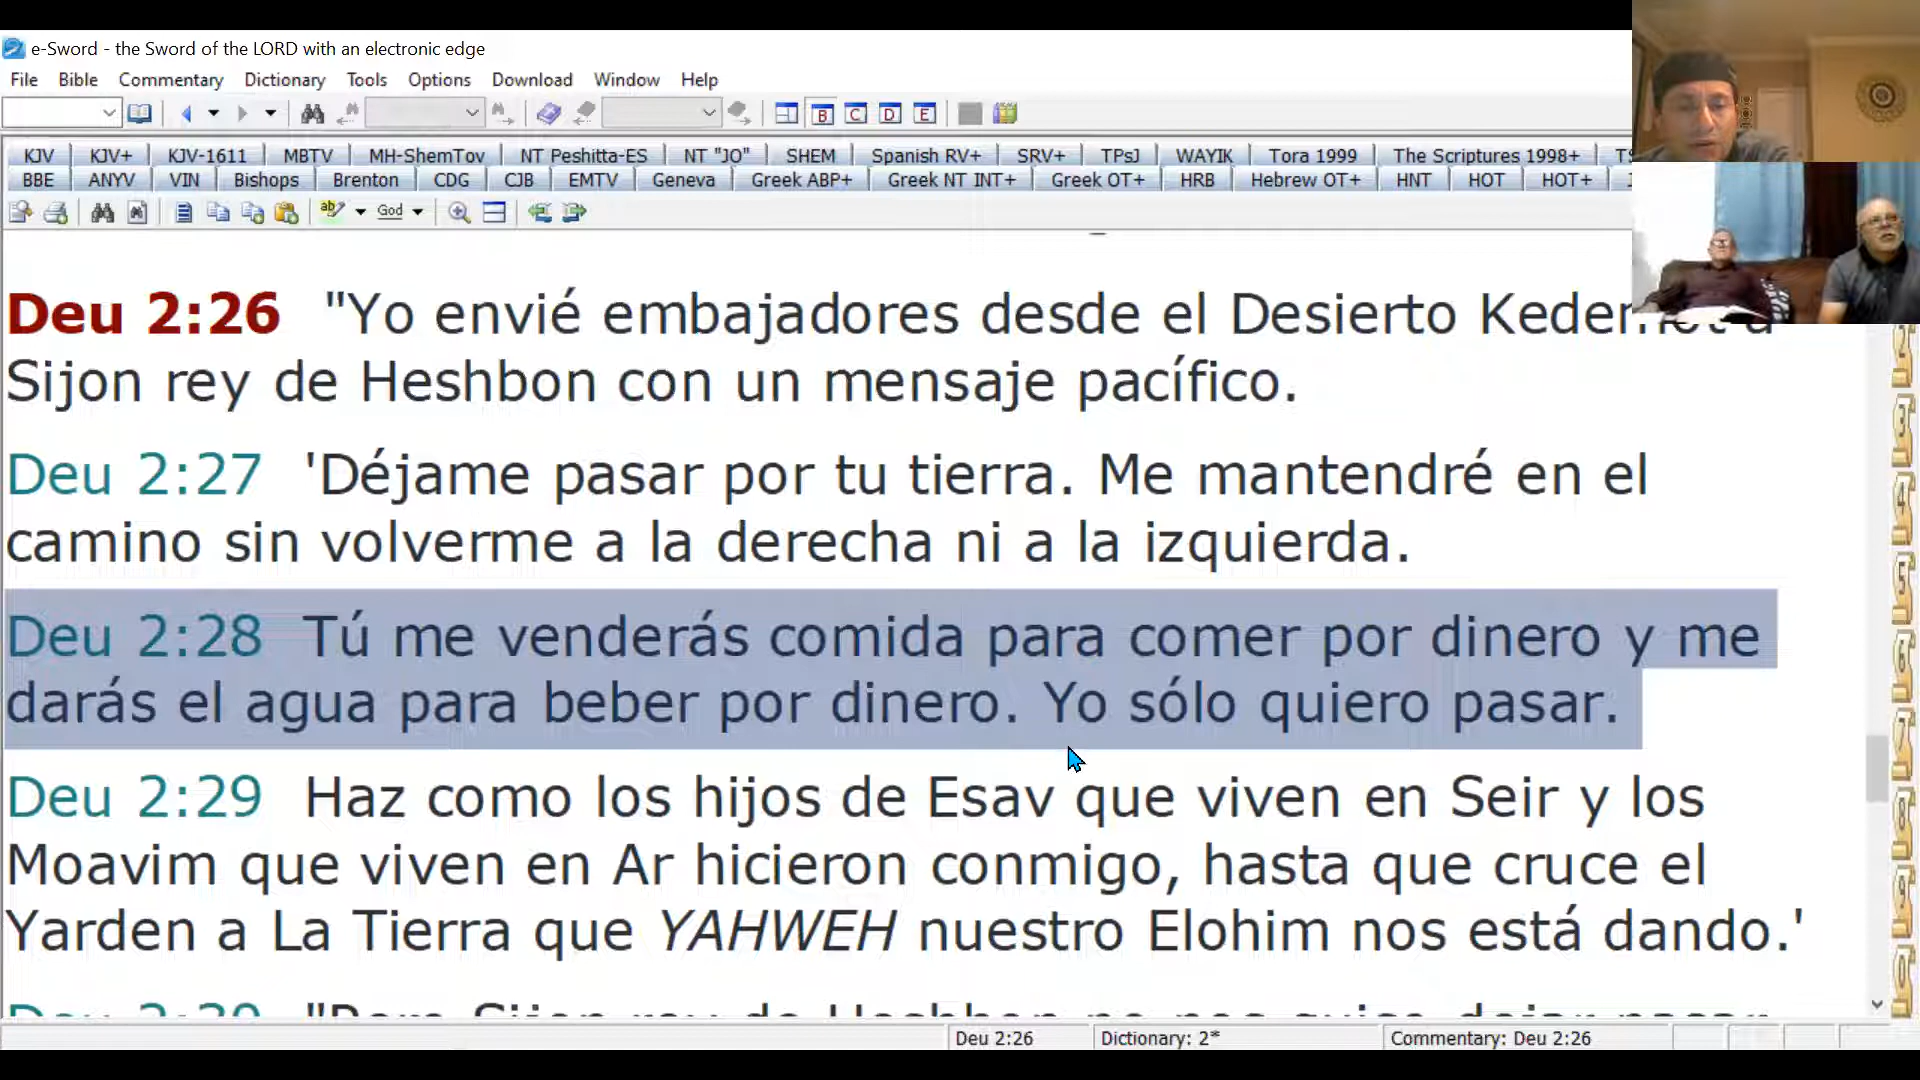 e-Sword - the Sword of the LORD with an electronic edge
File Bible Commentary Dictionary Tools Options Download Window Help
B C D E
KJV KJV+ KJV-1611 MBTV MH-ShemTov NT Peshitta-ES NT "JO" SHEM Spanish RV+ SRV+ TPsJ WAYIK Tora 1999 The Scriptures 1998+
BBE ANYV VIN Bishops Brenton CDG CJB EMTV Geneva Greek ABP+ Greek NT INT+ Greek OT+ HRB Hebrew OT+ HNT HOT HOT+
ab God
Deu 2:26 "Yo envié embajadores desde el Desierto
Sijon rey de Heshbon con un mensaje pacífico.
Deu 2:27 'Déjame pasar por tu tierra. Me mantendré en el
camino sin volverme a la derecha ni a la izquierda.
Deu 2:28 Tú me venderás comida para comer por dinero y me
darás el agua para beber por dinero. Yo sólo quiero pasar.
Deu 2:29 Haz como los hijos de Esav que viven en Seir y los
Moavim que viven en Ar hicieron conmigo, hasta que cruce el
Yarden a La Tierra que YAHWEH nuestro Elohim nos está dando.'
Deu 2:26 Dictionary: 2* Commentary: Deu 2:26